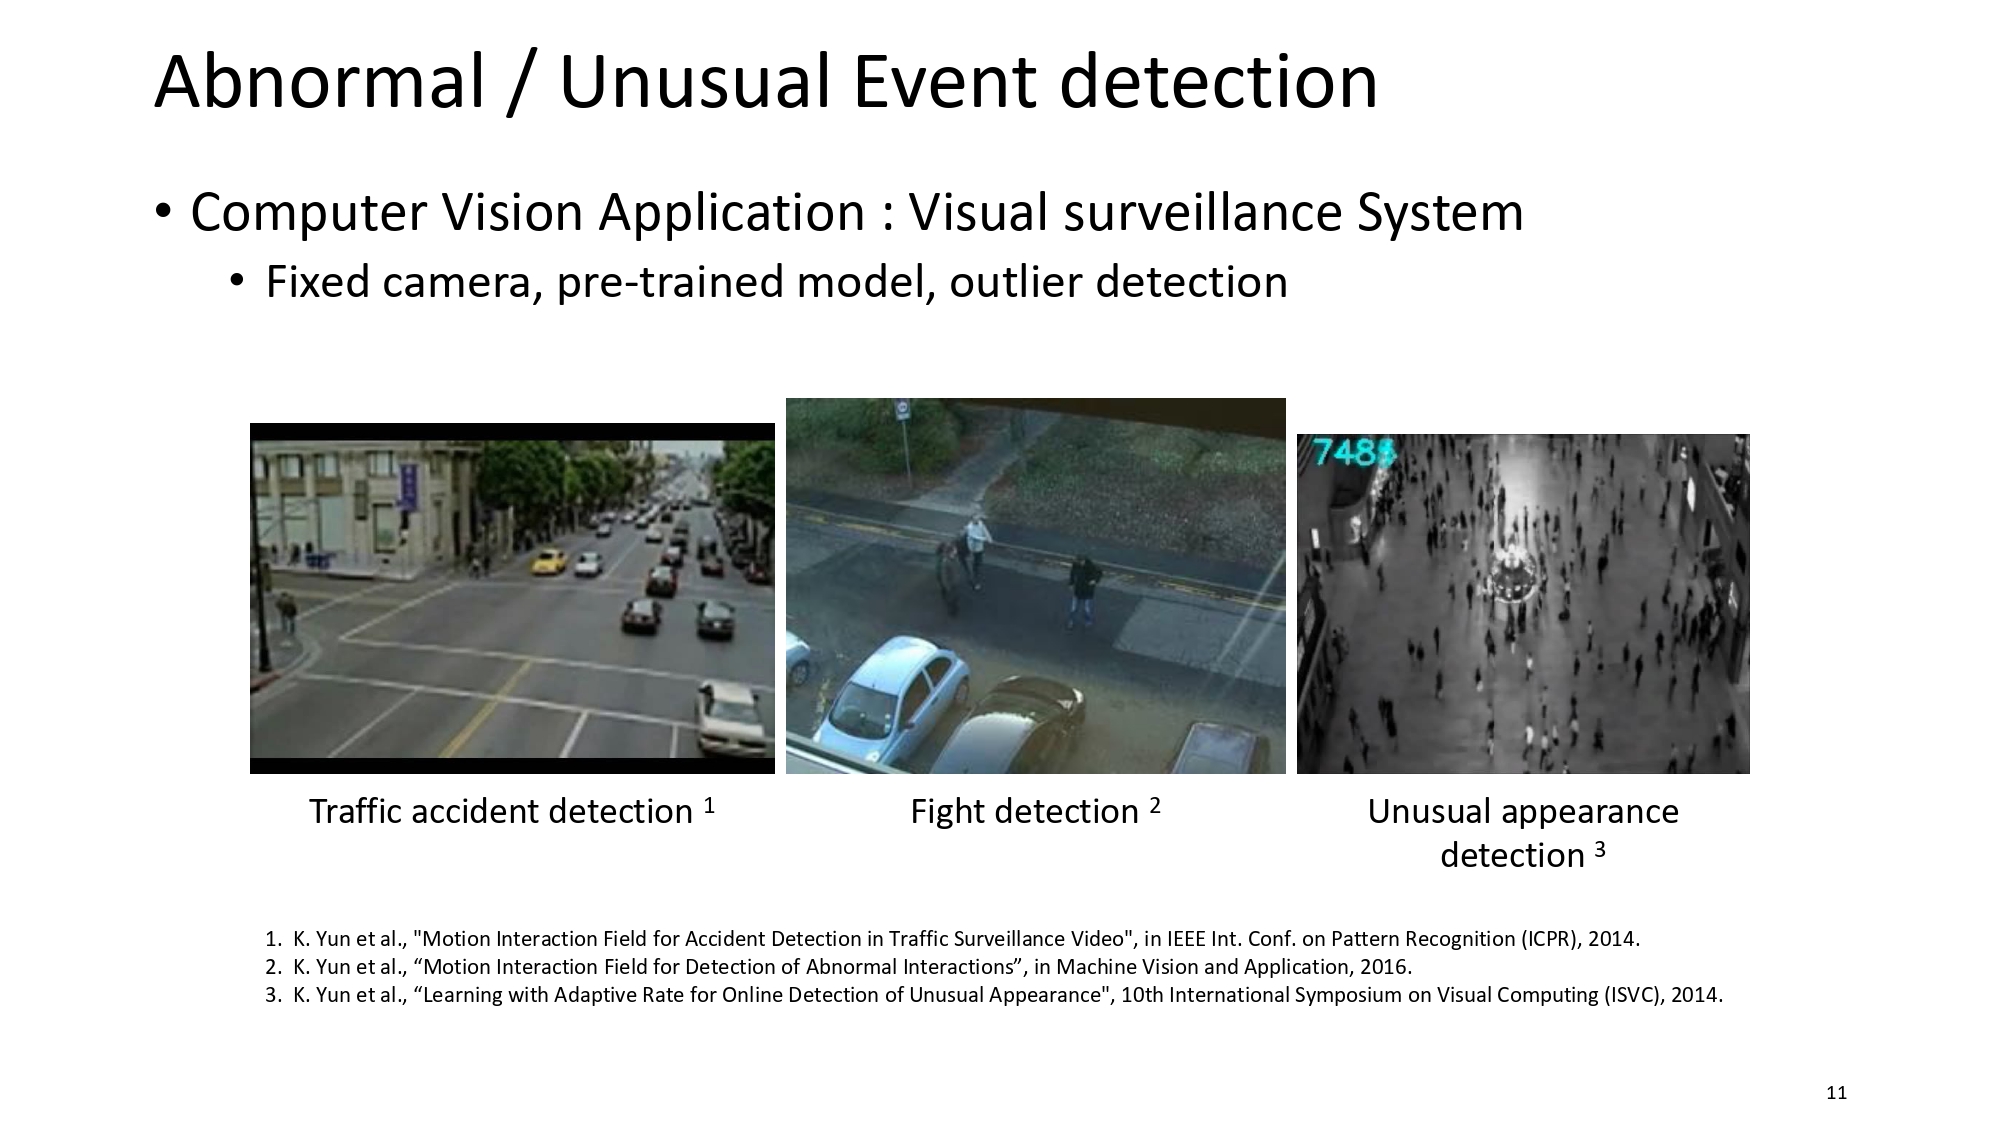 Abnormal / Unusual Event detection
• Computer Vision Application : Visual surveillance System
• Fixed camera, pre-trained model, outlier detection
Traffic accident detection 1
Fight detection 2
Unusual appearance
detection 3
1. K. Yun et al., "Motion Interaction Field for Accident Detection in Traffic Surveillance Video", in IEEE Int. Conf. on Pattern Recognition (ICPR), 2014.
2. K. Yun et al., “Motion Interaction Field for Detection of Abnormal Interactions”, in Machine Vision and Application, 2016.
3. K. Yun et al., “Learning with Adaptive Rate for Online Detection of Unusual Appearance", 10th International Symposium on Visual Computing (ISVC), 2014.
11